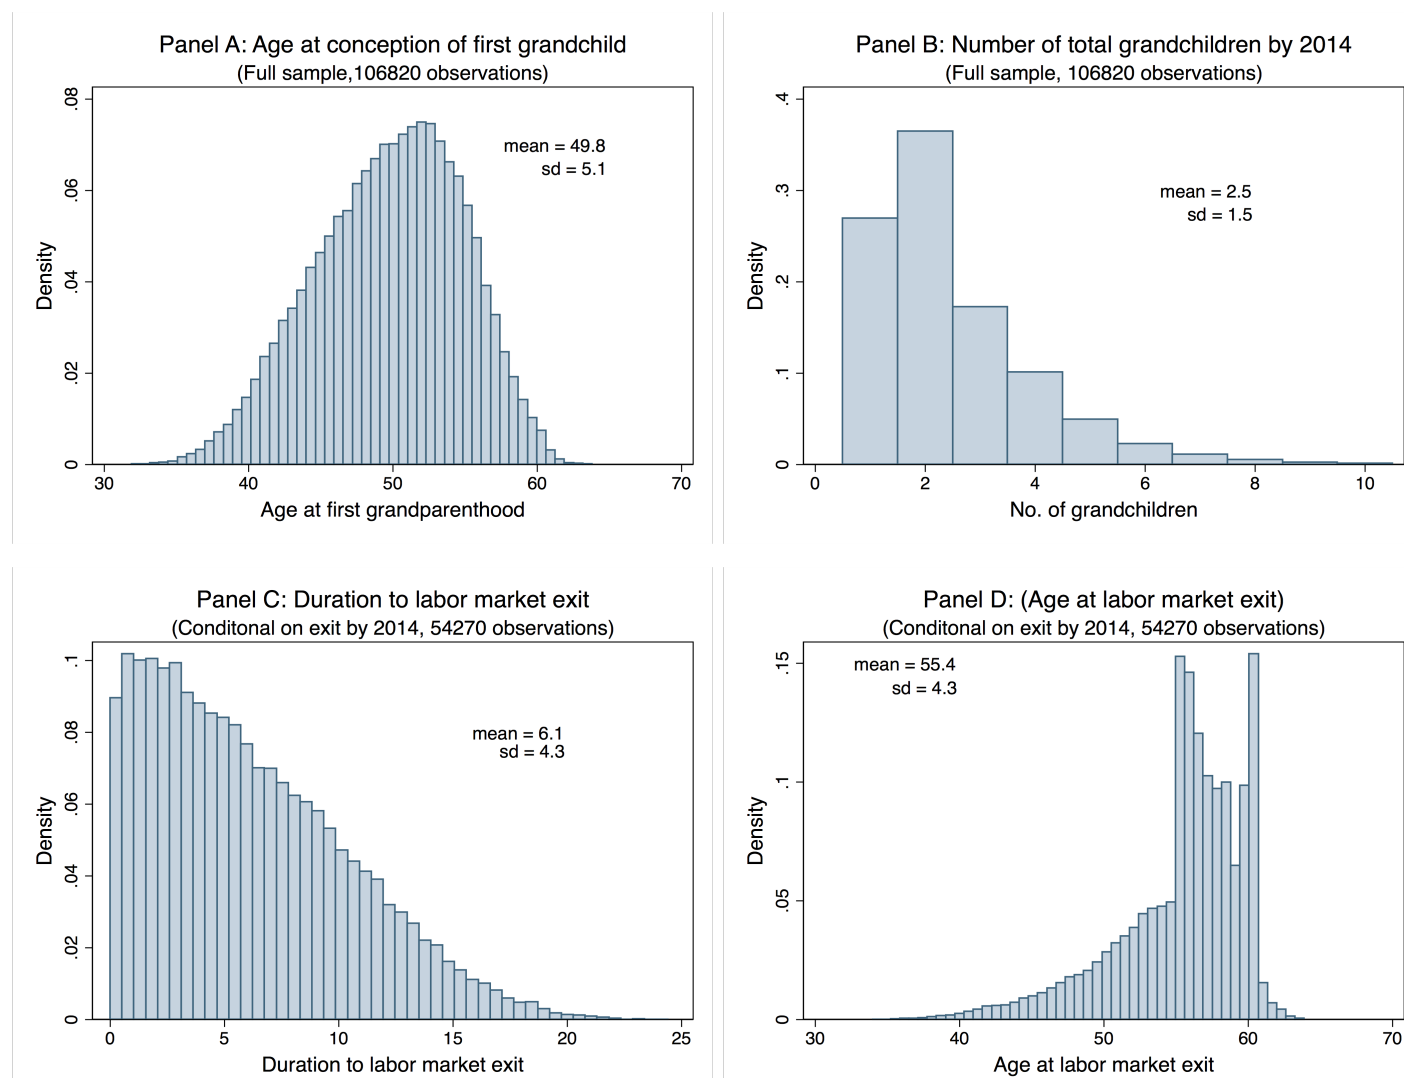 Panel A: Age at conception of first grandchild
(Full sample,106820 observations)
.08
.06
.04
.02
0
Density
mean = 49.8
sd = 5.1
30 40 50 60 70
Age at first grandparenthood
Panel B: Number of total grandchildren by 2014
(Full sample, 106820 observations)
.4
.3
.2
.1
0
Density
mean = 2.5
sd = 1.5
0 2 4 6 8 10
No. of grandchildren
Panel C: Duration to labor market exit
(Conditonal on exit by 2014, 54270 observations)
.1
.08
.06
.04
.02
0
Density
mean = 6.1
sd = 4.3
0 5 10 15 20 25
Duration to labor market exit
Panel D: (Age at labor market exit)
(Conditonal on exit by 2014, 54270 observations)
.15
.1
.05
0
Density
mean = 55.4
sd = 4.3
30 40 50 60 70
Age at labor market exit